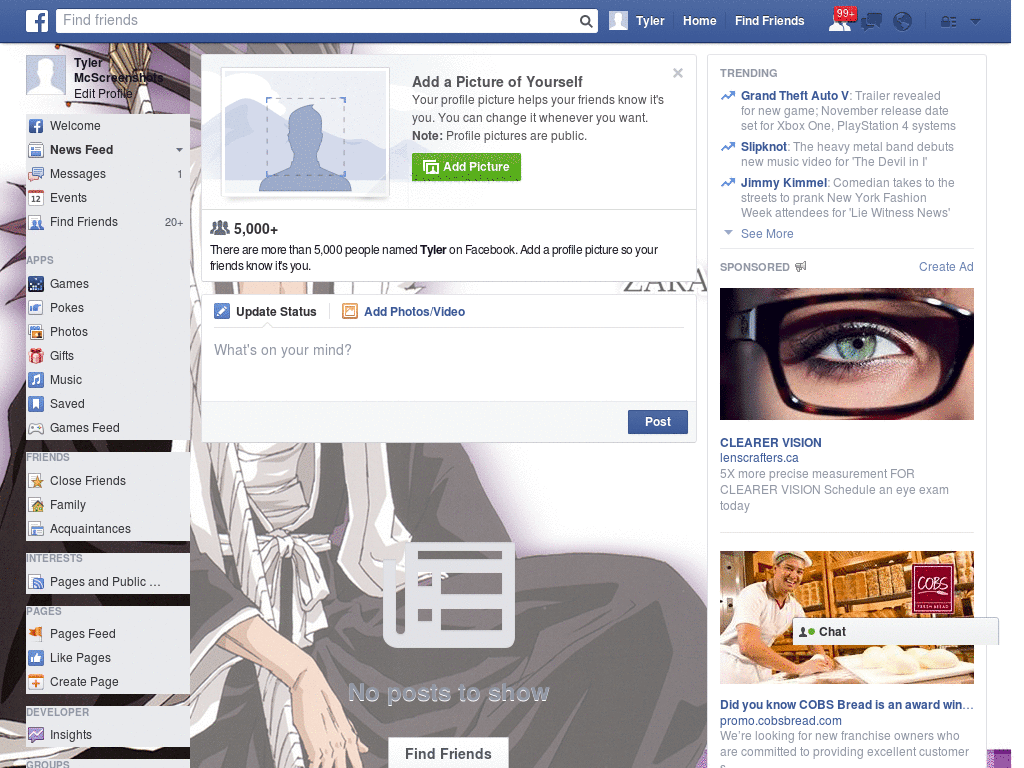 Find friends
Tyler
Home
Find Friends
99+
Tyler
McScreenshots
Edit Profile
Welcome
News Feed
Messages 1
Events
Find Friends 20+
APPS
Games
Pokes
Photos
Gifts
Music
Saved
Games Feed
FRIENDS
Close Friends
Family
Acquaintances
INTERESTS
Pages and Public ...
PAGES
Pages Feed
Like Pages
Create Page
DEVELOPER
Insights
GROUPS
Add a Picture of Yourself
Your profile picture helps your friends know it's
you. You can change it whenever you want.
Note: Profile pictures are public.
Add Picture
5,000+
There are more than 5,000 people named Tyler on Facebook. Add a profile picture so your
friends know it's you.
ZARA
Update Status
Add Photos/Video
What's on your mind?
Post
No posts to show
Find Friends
TRENDING
Grand Theft Auto V: Trailer revealed
for new game; November release date
set for Xbox One, PlayStation 4 systems
Slipknot: The heavy metal band debuts
new music video for 'The Devil in I'
Jimmy Kimmel: Comedian takes to the
streets to prank New York Fashion
Week attendees for 'Lie Witness News'
See More
SPONSORED
Create Ad
CLEARER VISION
lenscrafters.ca
5X more precise measurement FOR
CLEARER VISION Schedule an eye exam
today
COBS
FRESH BREAD
Chat
Did you know COBS Bread is an award win...
promo.cobsbread.com
We're looking for new franchise owners who
are committed to providing excellent customer